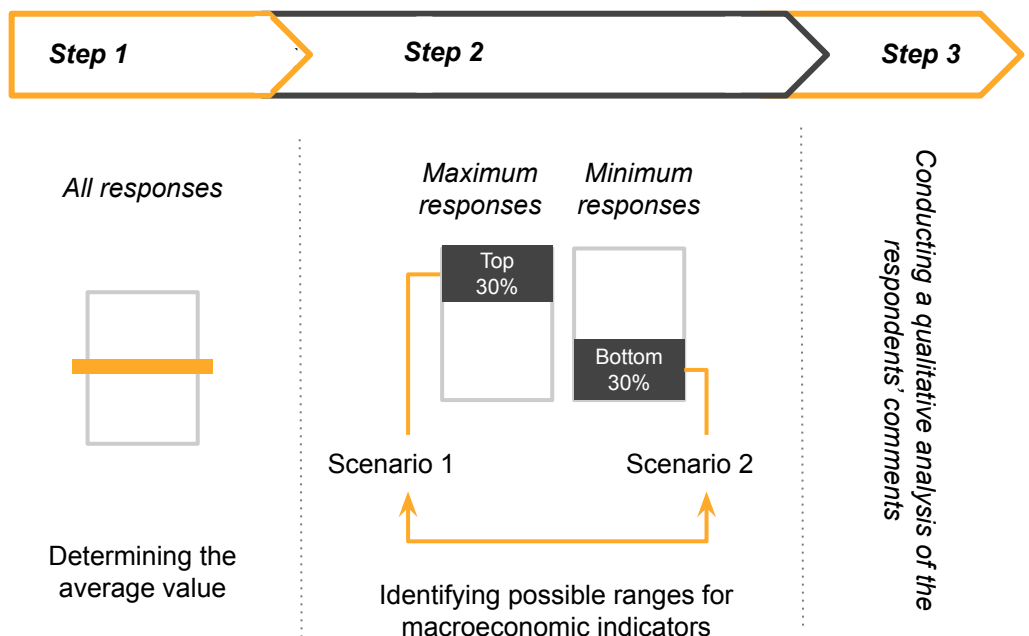 Step 1
Step 2
Step 3
All responses
Determining the
average value
Maximum
responses
Minimum
responses
Top
30%
Bottom
30%
Scenario 1
Scenario 2
Identifying possible ranges for
macroeconomic indicators
Conducting a qualitative analysis of the
respondents’ comments